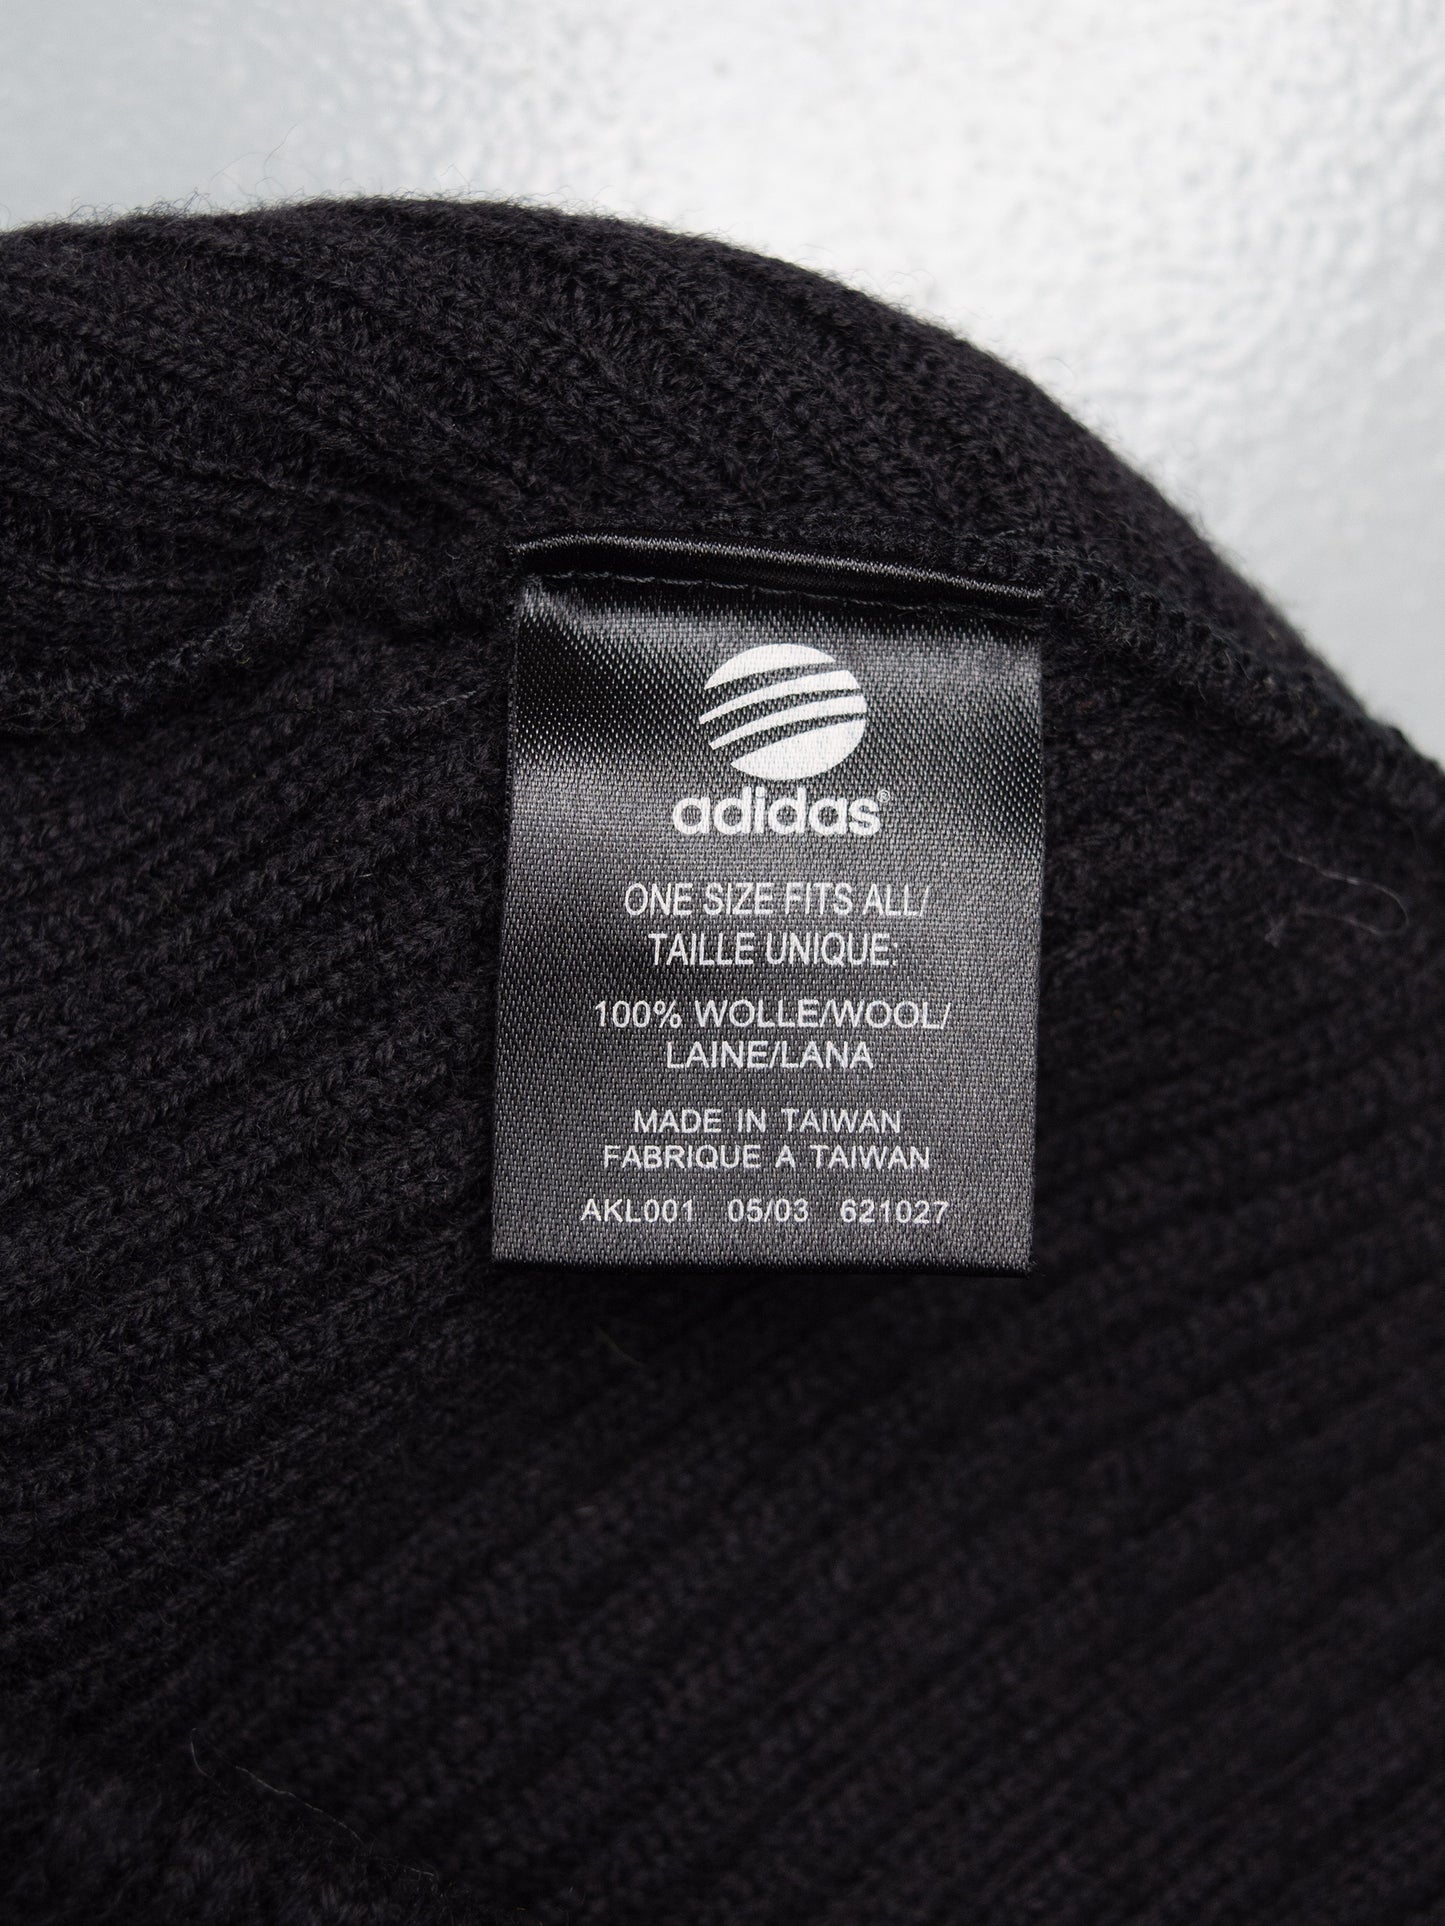 adidas®
ONE SIZE FITS ALL/
TAILLE UNIQUE:
100% WOLLE/WOOL/
LAINE/LANA
MADE IN TAIWAN
FABRIQUE A TAIWAN
AKL001 05/03 621027